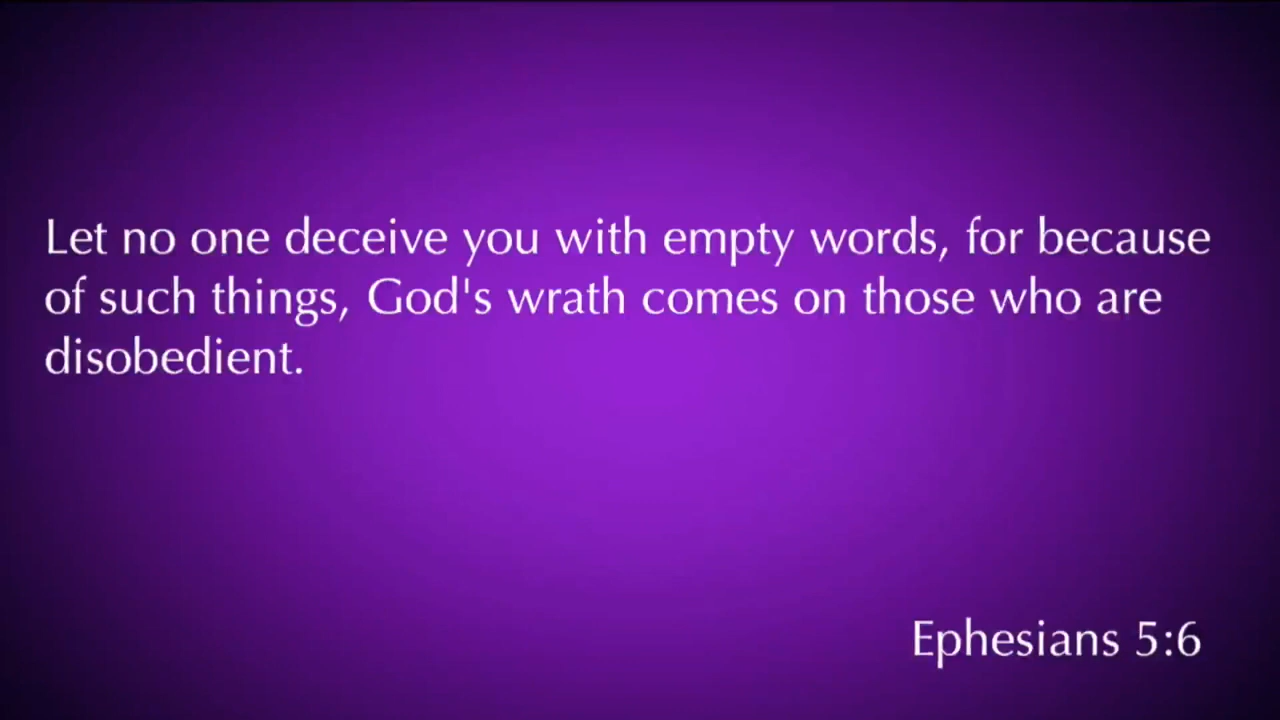 Let no one deceive you with empty words, for because
of such things, God's wrath comes on those who are
disobedient.
Ephesians 5:6